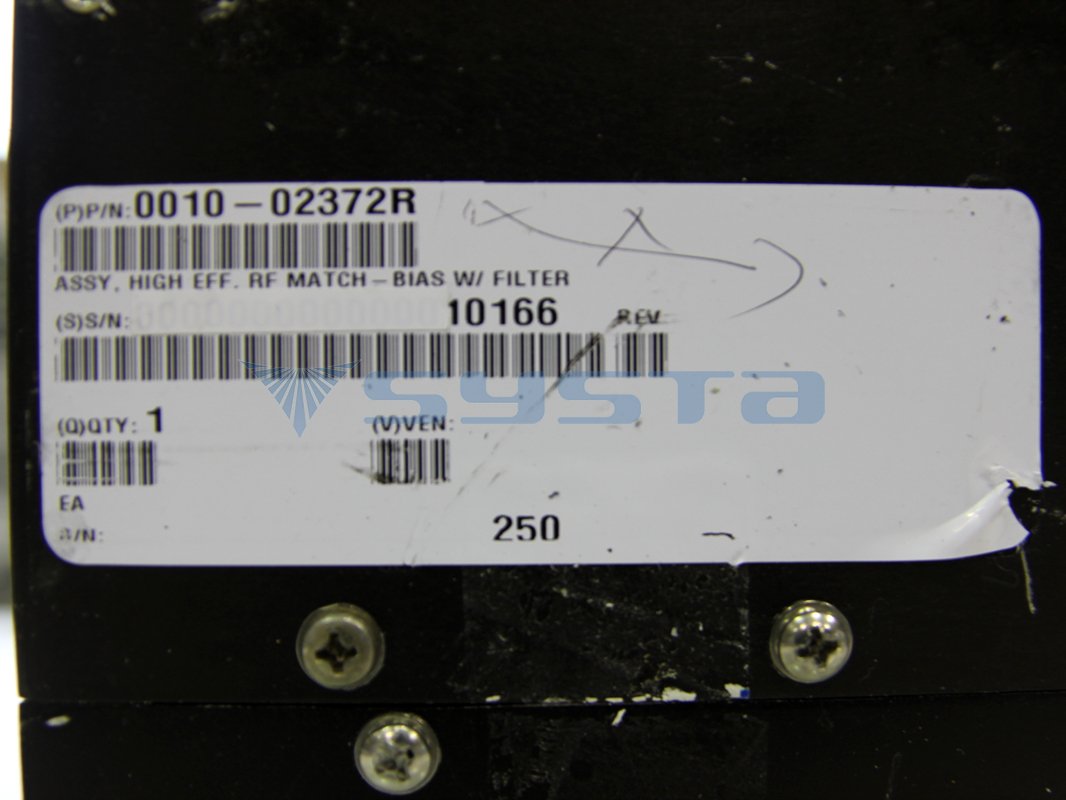 (P)P/N: 0010-02372R
ASSY, HIGH EFF. RF MATCH-BIAS W/ FILTER
(S)S/N: 10166 REV
systa
(Q)QTY: 1 (V)VEN:
EA
250